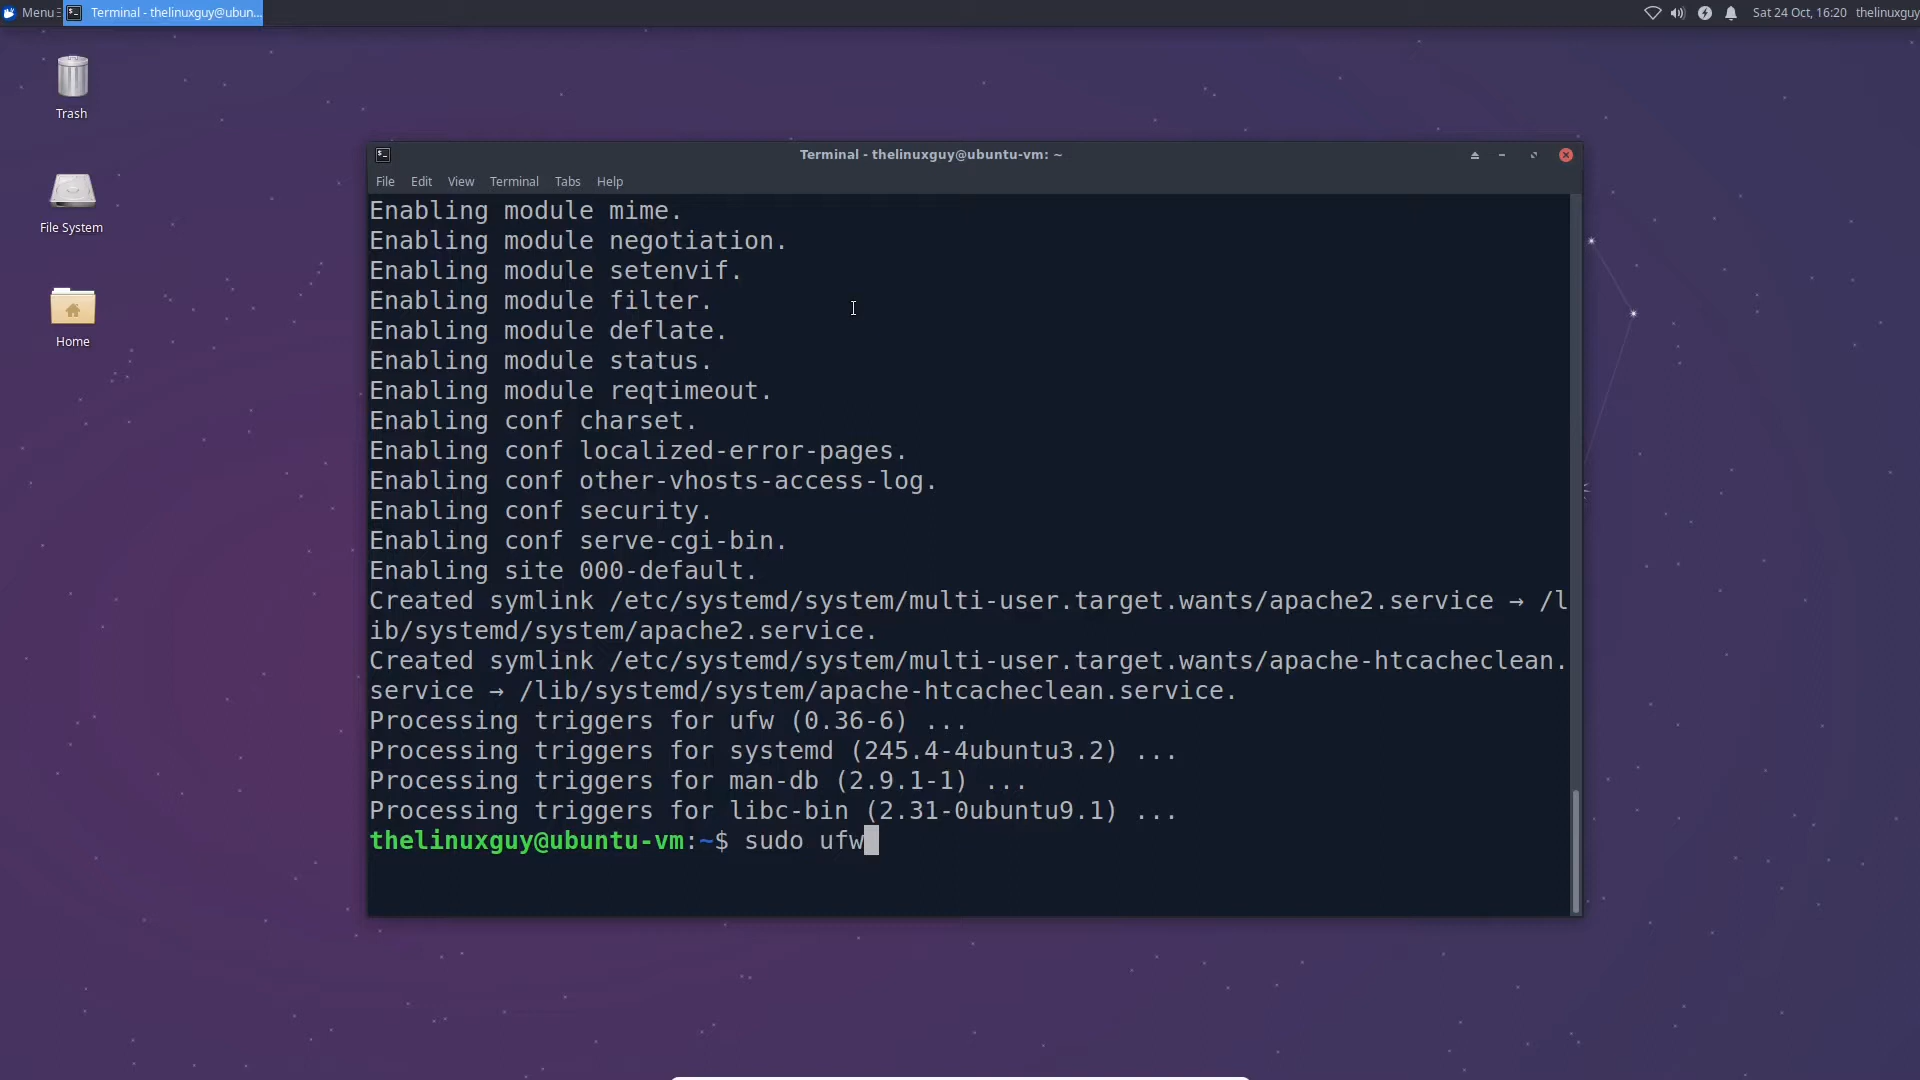 Menu
Terminal - thelinuxguy@ubun...
Sat 24 Oct, 16:20
thelinuxguy
Trash
File System
Home
Terminal - thelinuxguy@ubuntu-vm: ~
File Edit View Terminal Tabs Help
Enabling module mime.
Enabling module negotiation.
Enabling module setenvif.
Enabling module filter.
Enabling module deflate.
Enabling module status.
Enabling module reqtimeout.
Enabling conf charset.
Enabling conf localized-error-pages.
Enabling conf other-vhosts-access-log.
Enabling conf security.
Enabling conf serve-cgi-bin.
Enabling site 000-default.
Created symlink /etc/systemd/system/multi-user.target.wants/apache2.service → /l
ib/systemd/system/apache2.service.
Created symlink /etc/systemd/system/multi-user.target.wants/apache-htcacheclean.
service → /lib/systemd/system/apache-htcacheclean.service.
Processing triggers for ufw (0.36-6) ...
Processing triggers for systemd (245.4-4ubuntu3.2) ...
Processing triggers for man-db (2.9.1-1) ...
Processing triggers for libc-bin (2.31-0ubuntu9.1) ...
thelinuxguy@ubuntu-vm:~$ sudo ufw